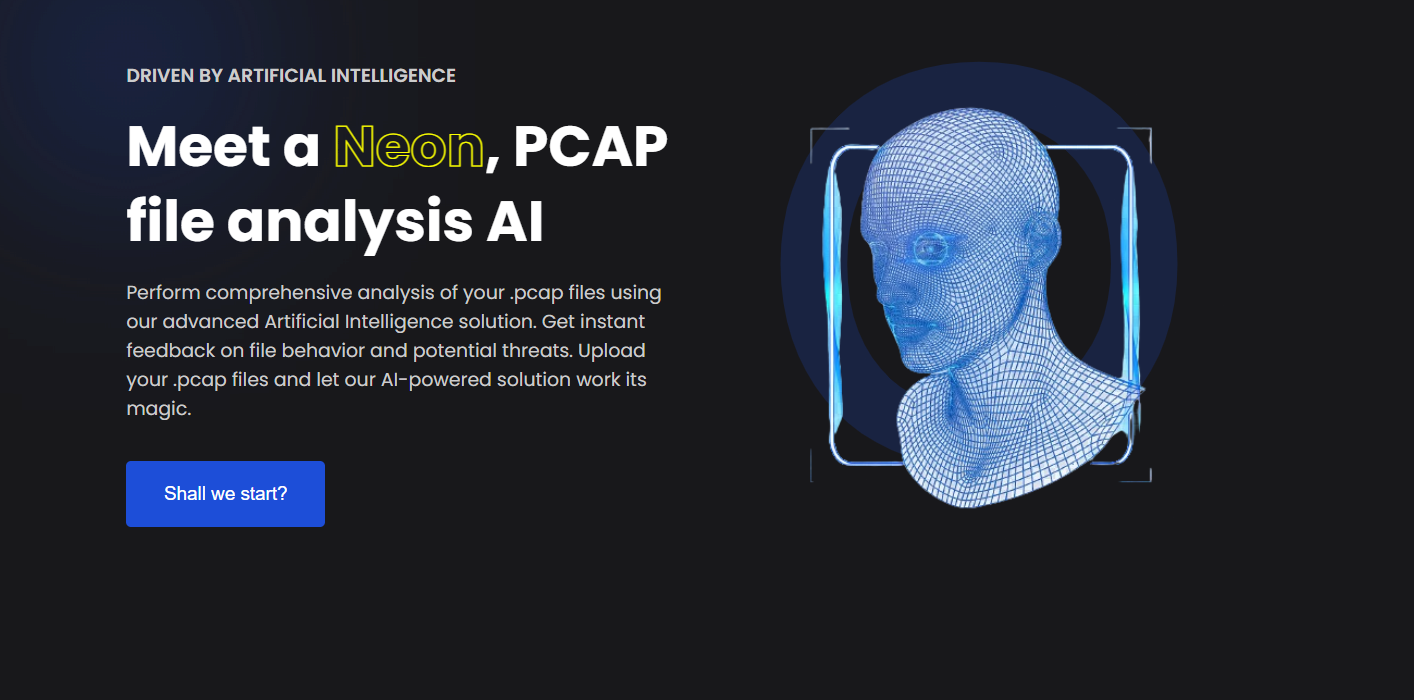 DRIVEN BY ARTIFICIAL INTELLIGENCE
Meet a Neon, PCAP
file analysis AI
Perform comprehensive analysis of your .pcap files using
our advanced Artificial Intelligence solution. Get instant
feedback on file behavior and potential threats. Upload
your .pcap files and let our AI-powered solution work its
magic.
Shall we start?